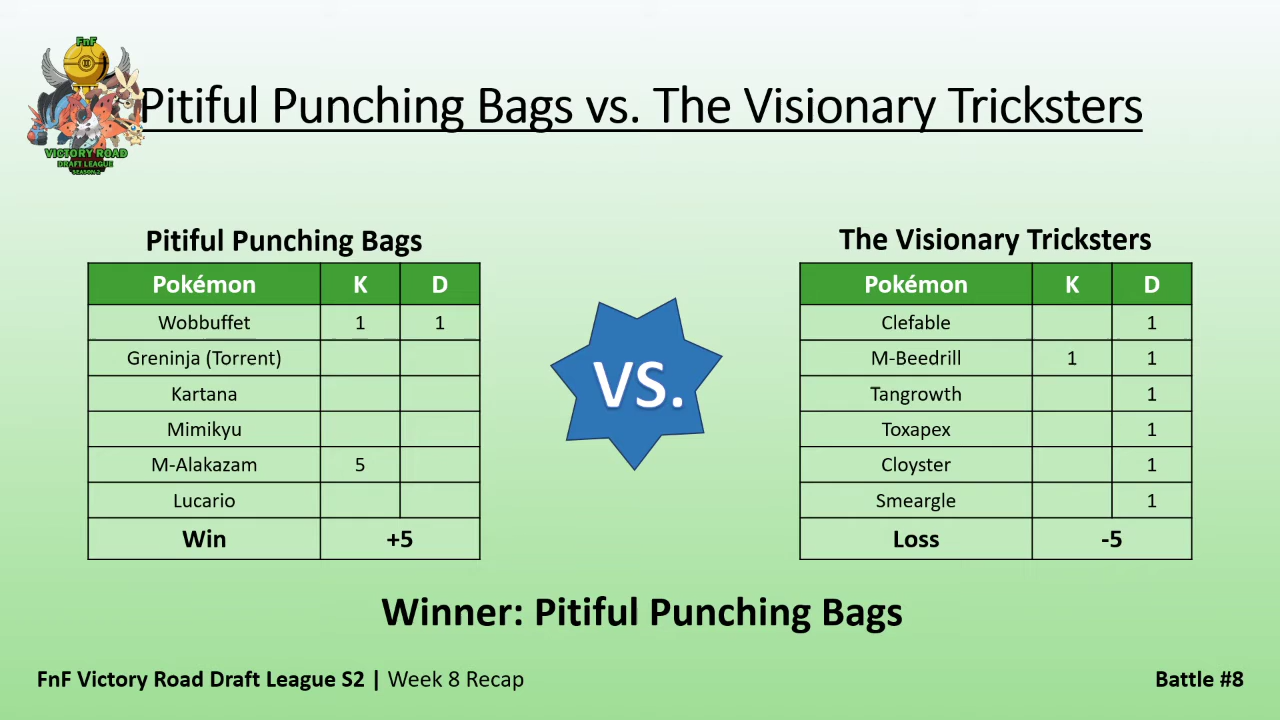 FnF
VICTORY ROAD
DRAFT LEAGUE
SEASON 2
Pitiful Punching Bags vs. The Visionary Tricksters
Pitiful Punching Bags
Pokémon K D
Wobbuffet 1 1
Greninja (Torrent)
Kartana
Mimikyu
M-Alakazam 5
Lucario
Win +5
VS.
The Visionary Tricksters
Pokémon K D
Clefable 1
M-Beedrill 1 1
Tangrowth 1
Toxapex 1
Cloyster 1
Smeargle 1
Loss -5
Winner: Pitiful Punching Bags
FnF Victory Road Draft League S2 | Week 8 Recap
Battle #8